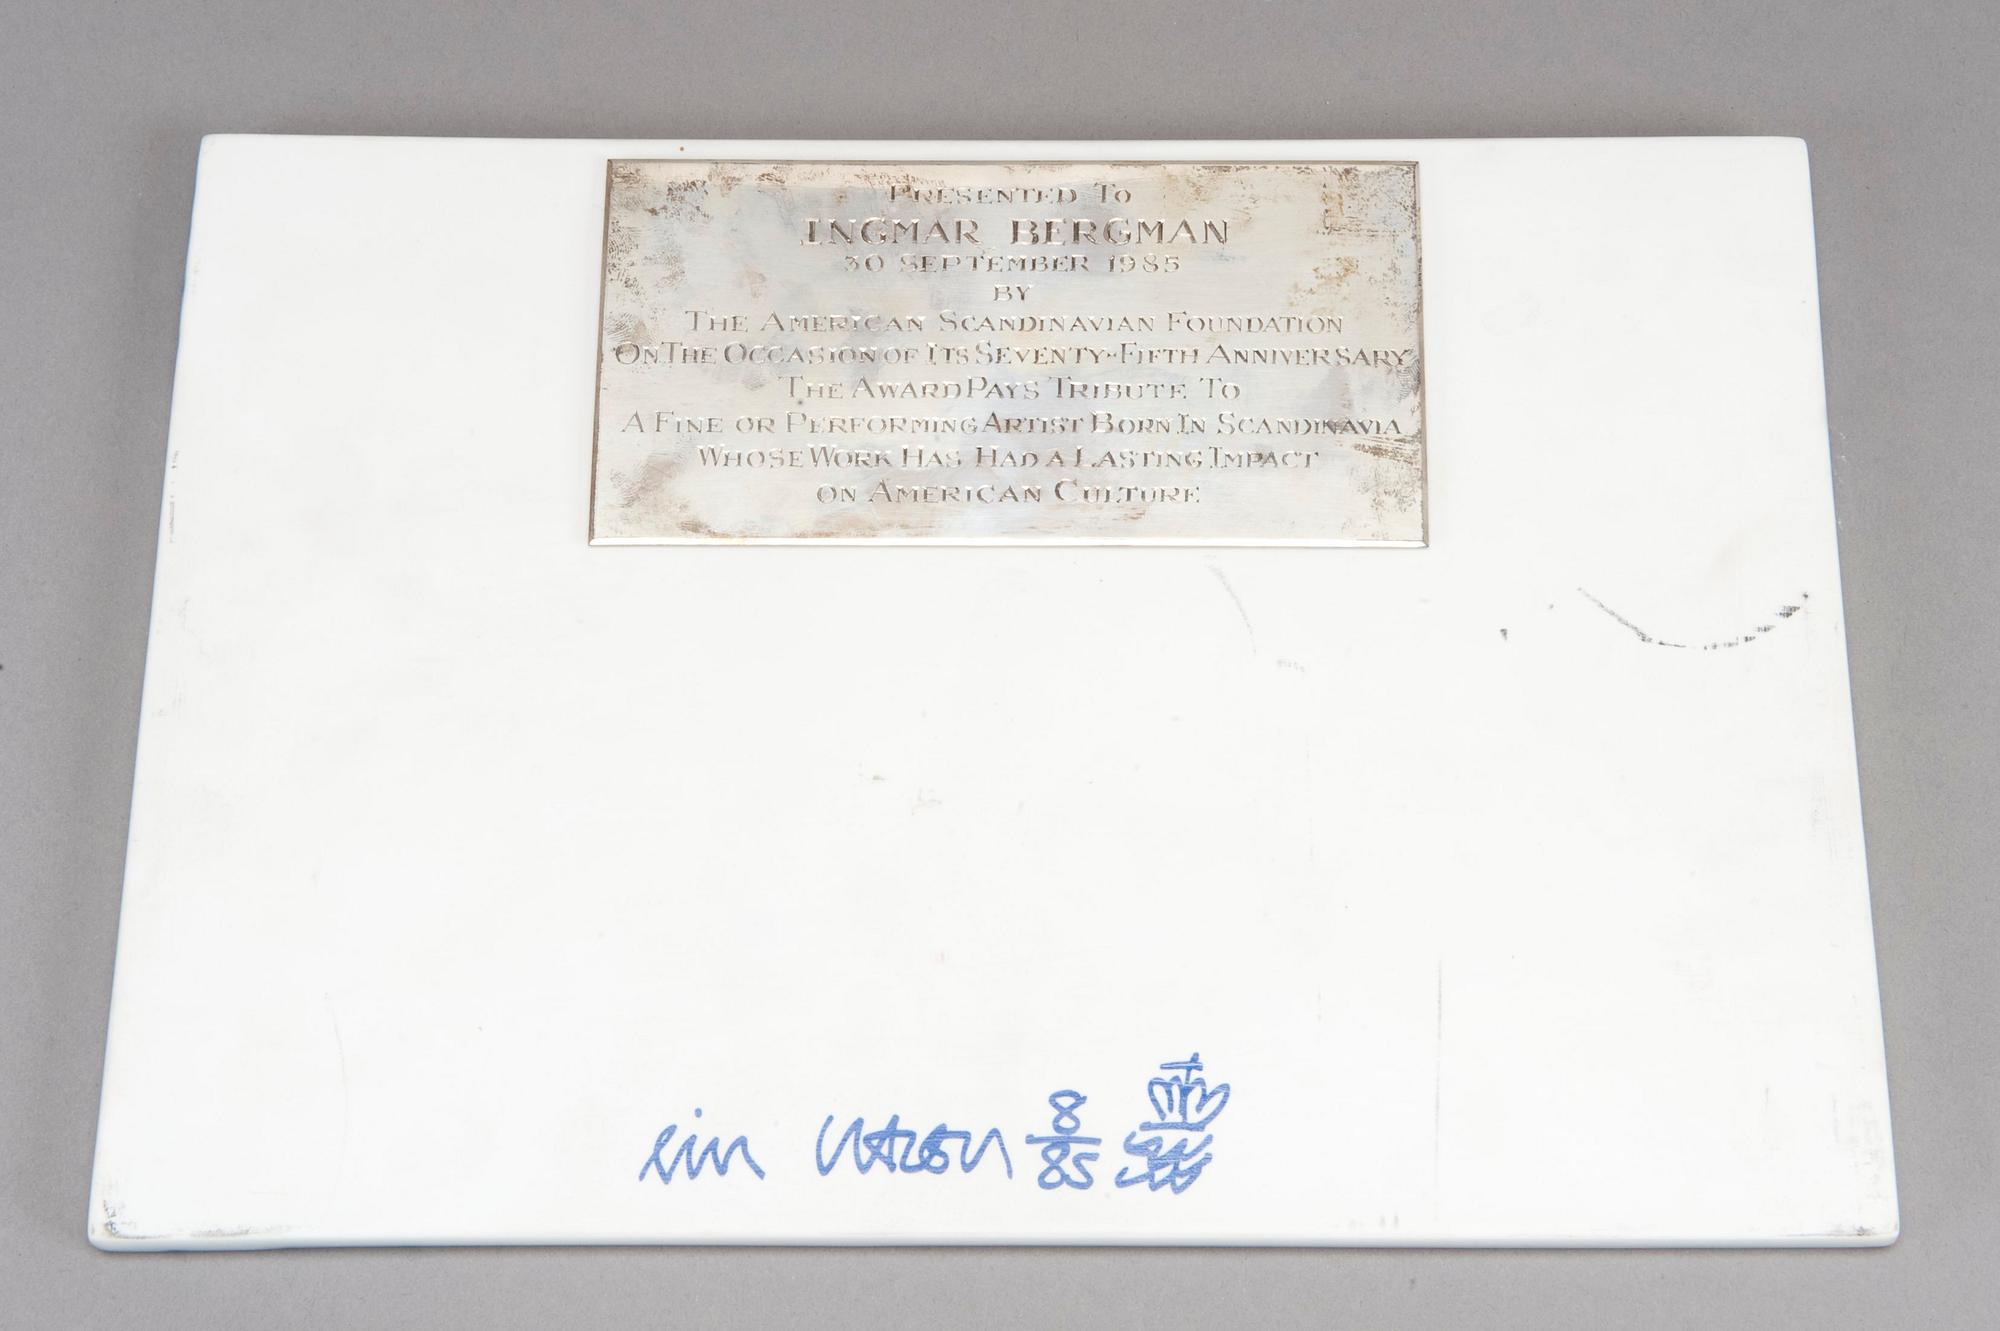 PRESENTED TO
INGMAR BERGMAN
30 SEPTEMBER 1985
BY
THE AMERICAN SCANDINAVIAN FOUNDATION
ON THE OCCASION OF ITS SEVENTY-FIFTH ANNIVERSARY
THE AWARD PAYS TRIBUTE TO
A FINE OR PERFORMING ARTIST BORN IN SCANDINAVIA
WHOSE WORK HAS HAD A LASTING IMPACT
ON AMERICAN CULTURE
8
85